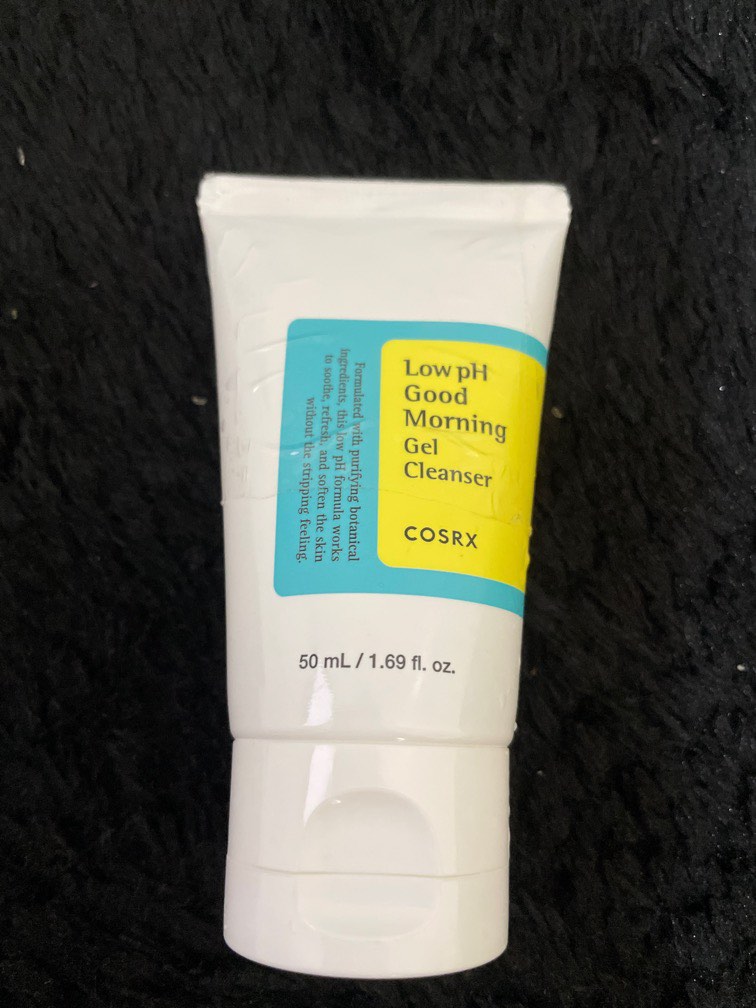 Low pH
Good
Morning
Gel
Cleanser
COSRX
Formulated with purifying botanical
ingredients, this low pH formula works
to soothe, refresh, and soften the skin
without the stripping feeling.
50 mL / 1.69 fl. oz.